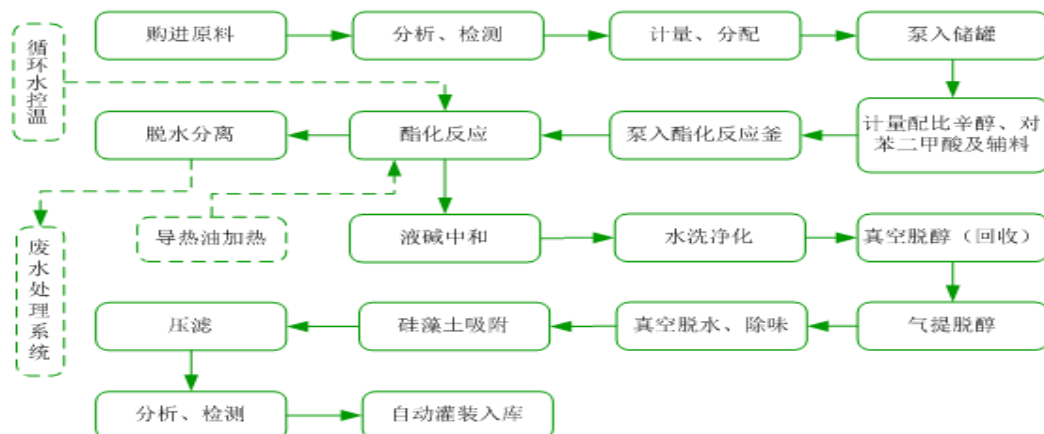 购进原料
分析、检测
计量、分配
泵入储罐
循环水控温
脱水分离
酯化反应
泵入酯化反应釜
计量配比辛醇、对
苯二甲酸及辅料
导热油加热
液碱中和
水洗净化
真空脱醇（回收）
废水处理系统
压滤
硅藻土吸附
真空脱水、除味
气提脱醇
分析、检测
自动灌装入库